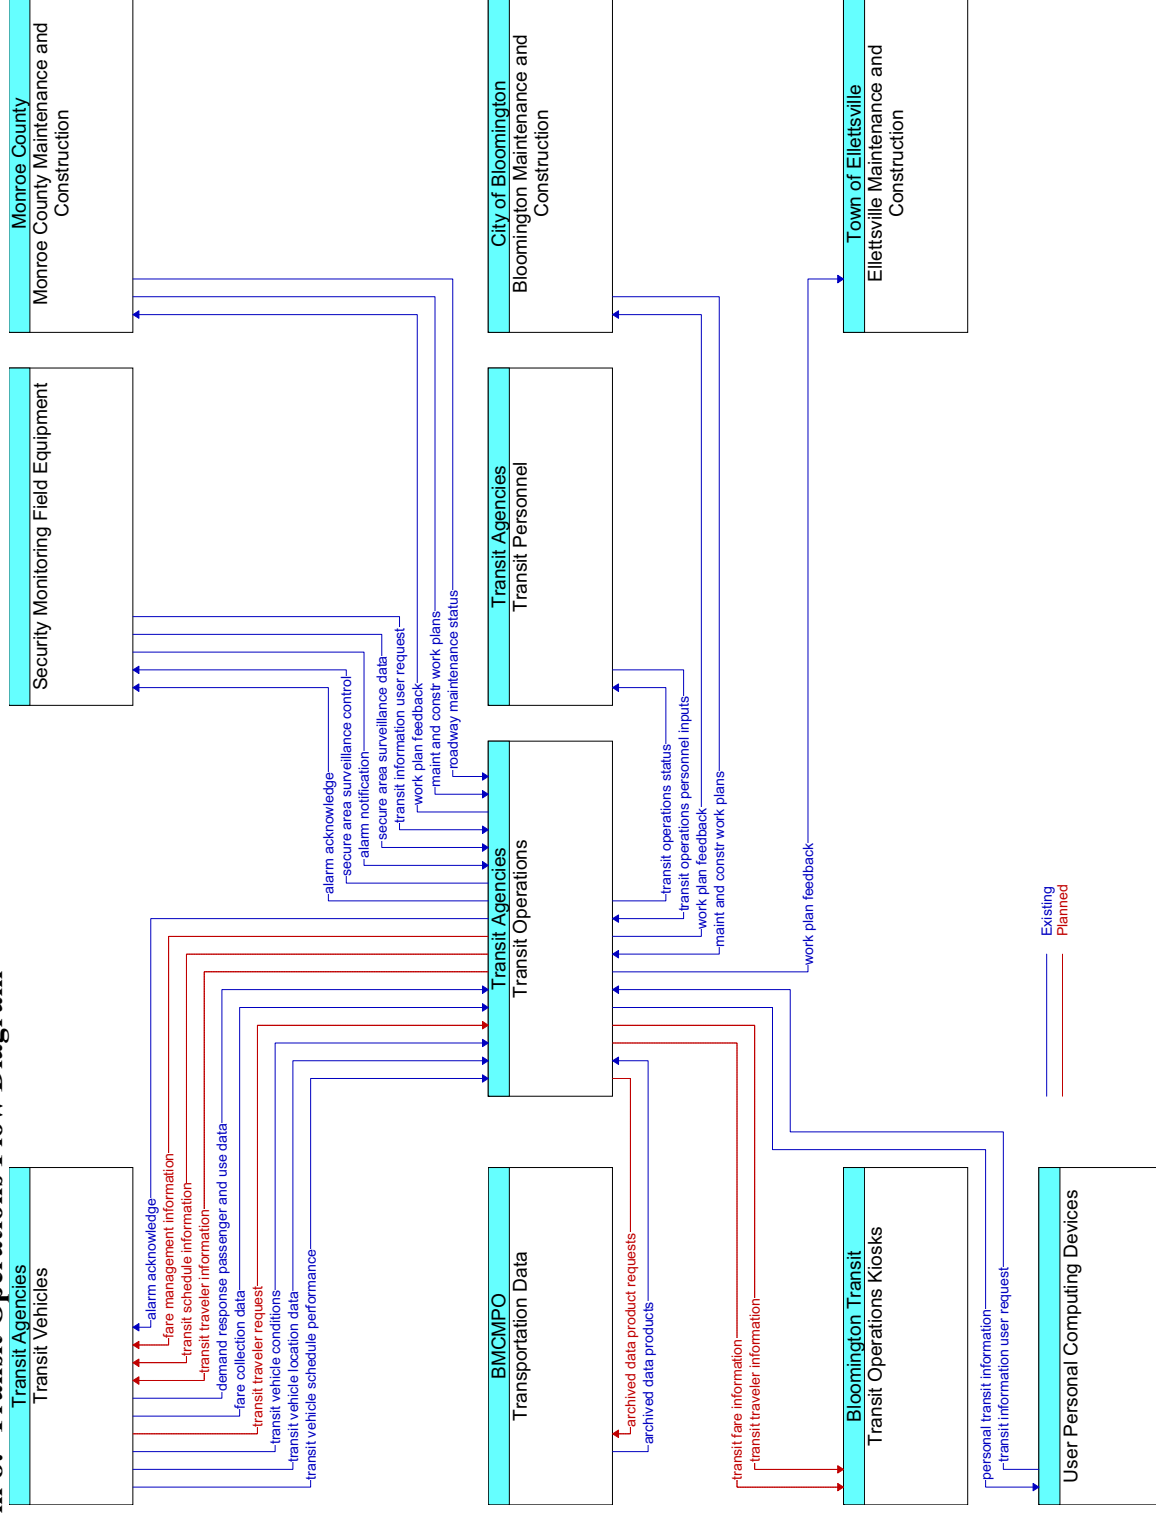 Transit Operations Flow Diagram
Transit Agencies
Transit Vehicles
Security Monitoring Field Equipment
Monroe County
Monroe County Maintenance and
Construction
alarm acknowledge
fare management information
transit schedule information
transit traveler information
demand response passenger and use data
fare collection data
transit traveler request
transit vehicle conditions
transit vehicle location data
transit vehicle schedule performance
alarm acknowledge
secure area surveillance control
alarm notification
secure area surveillance data
transit information user request
work plan feedback
maint and constr work plans
roadway maintenance status
BMCMPO
Transportation Data
Transit Agencies
Transit Operations
Transit Agencies
Transit Personnel
City of Bloomington
Bloomington Maintenance and
Construction
archived data product requests
archived data products
transit operations status
transit operations personnel inputs
work plan feedback
maint and constr work plans
transit fare information
transit traveler information
work plan feedback
Bloomington Transit
Transit Operations Kiosks
Town of Ellettsville
Ellettsville Maintenance and
Construction
personal transit information
transit information user request
User Personal Computing Devices
Existing
Planned